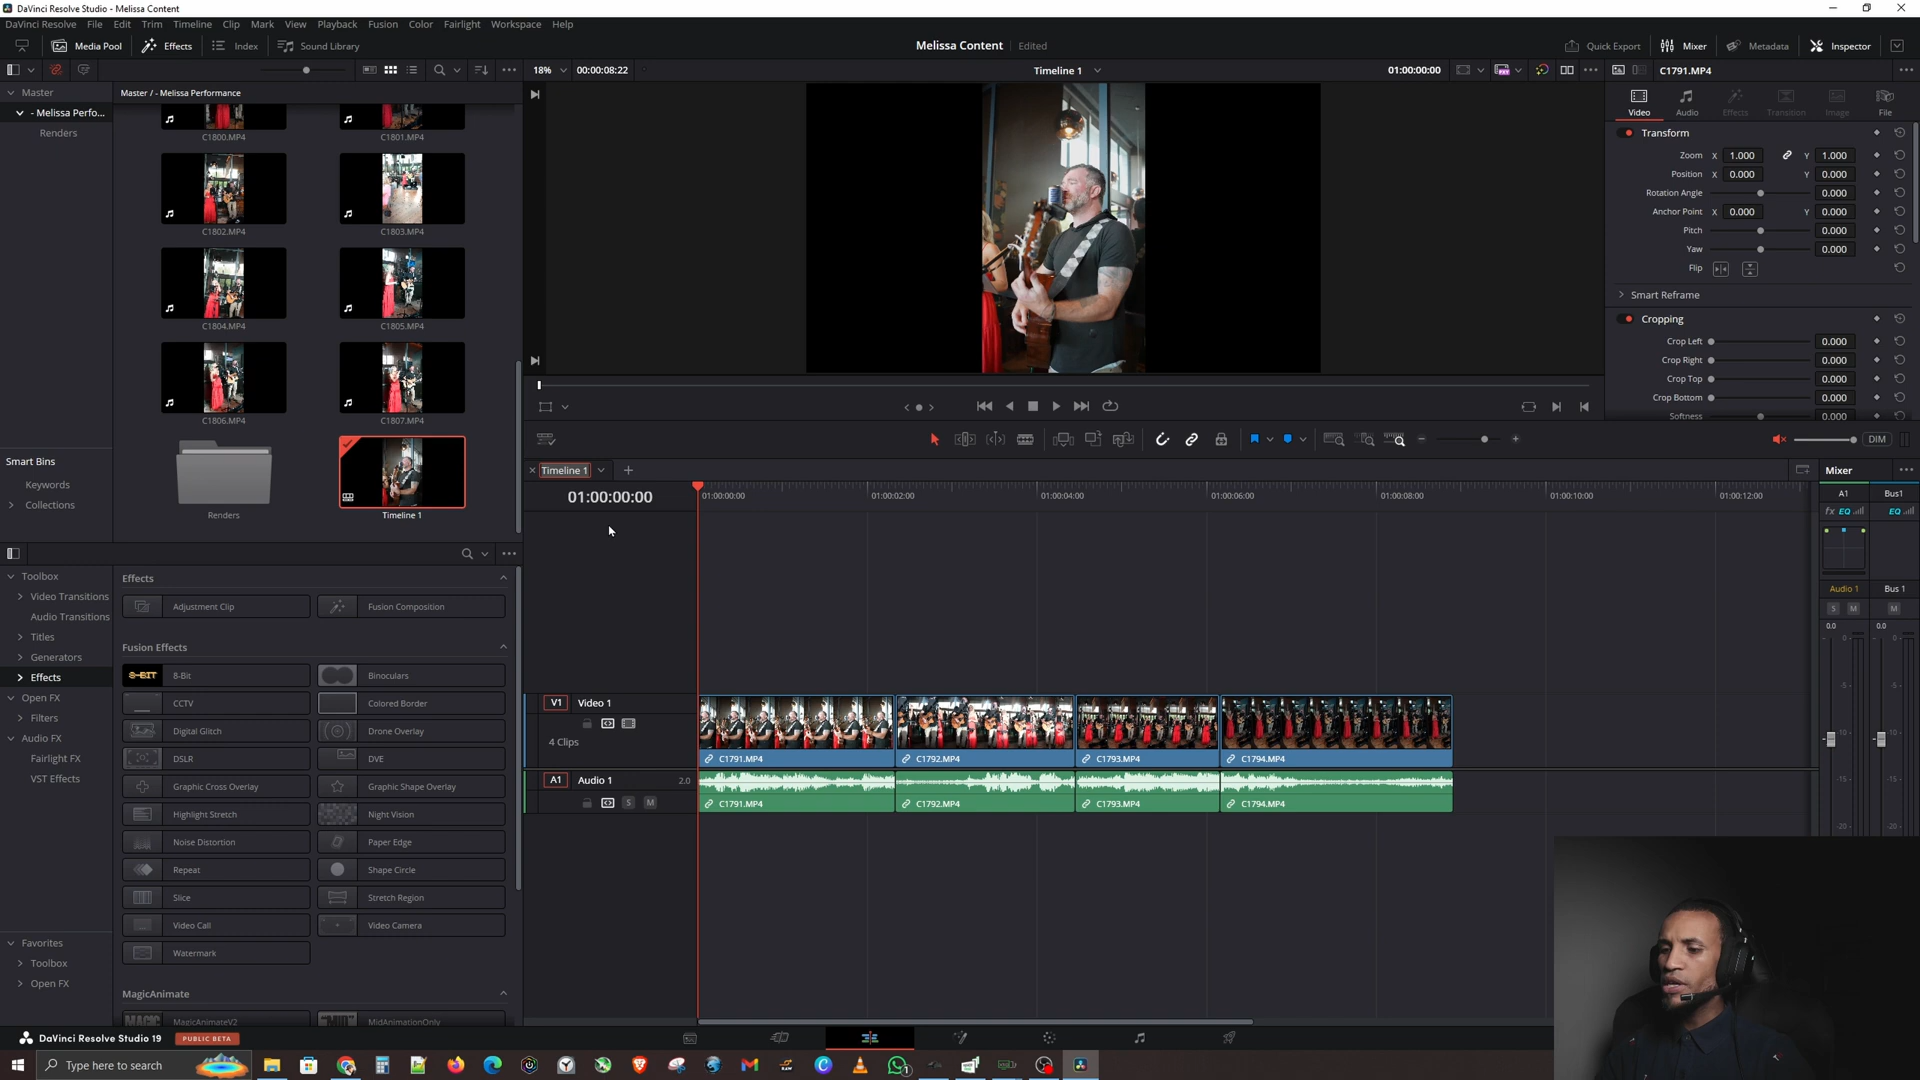 DaVinci Resolve Studio - Melissa Content
DaVinci Resolve File Edit Trim Timeline Clip Mark View Playback Fusion Color Fairlight Workspace Help
Media Pool Effects Index Sound Library
Melissa Content Edited
Quick Export Mixer Metadata Inspector
18% 00:00:08:22
Timeline 1
01:00:00:00
C1791.MP4
Master
- Melissa Perfo...
Renders
Master / - Melissa Performance
C1800.MP4 C1801.MP4
C1802.MP4 C1803.MP4
C1804.MP4 C1805.MP4
C1806.MP4 C1807.MP4
Renders Timeline 1
Smart Bins
Keywords
Collections
Video Audio Effects Transition Image File
Transform
Zoom X 1.000 Y 1.000
Position X 0.000 Y 0.000
Rotation Angle 0.000
Anchor Point X 0.000 Y 0.000
Pitch 0.000
Yaw 0.000
Flip
Smart Reframe
Cropping
Crop Left 0.000
Crop Right 0.000
Crop Top 0.000
Crop Bottom 0.000
Softness 0.000
DIM
Toolbox
Video Transitions
Audio Transitions
Titles
Generators
Effects
Open FX
Filters
Audio FX
Fairlight FX
VST Effects
Favorites
Toolbox
Open FX
Effects
Adjustment Clip Fusion Composition
Fusion Effects
8-BIT 8-Bit Binoculars
CCTV Colored Border
Digital Glitch Drone Overlay
DSLR DVE
Graphic Cross Overlay Graphic Shape Overlay
Highlight Stretch Night Vision
Noise Distortion Paper Edge
Repeat Shape Circle
Slice Stretch Region
Video Call Video Camera
Watermark
MagicAnimate
MAGIC MagicAnimateV2 MidAnimationOnly
Timeline 1
01:00:00:00
01:00:00:00 01:00:02:00 01:00:04:00 01:00:06:00 01:00:08:00 01:00:10:00 01:00:12:00
V1 Video 1
4 Clips
C1791.MP4 C1792.MP4 C1793.MP4 C1794.MP4
A1 Audio 1 2.0
S M
C1791.MP4 C1792.MP4 C1793.MP4 C1794.MP4
Mixer
A1 Bus1
fx EQ EQ
Audio 1 Bus 1
S M M
0.0 0.0
0- 0-
-5- -5-
-10- -10-
-15- -15-
-20- -20-
DaVinci Resolve Studio 19 PUBLIC BETA
Type here to search